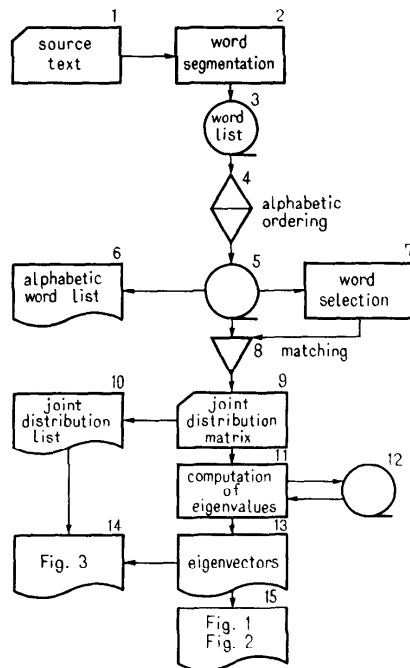 1
source
text
2
word
segmentation
3
word
list
4
alphabetic
ordering
5
6
alphabetic
word list
7
word
selection
8 matching
9
joint
distribution
matrix
10
joint
distribution
list
11
computation
of
eigenvalues
12
13
eigenvectors
14
Fig. 3
15
Fig. 1
Fig. 2